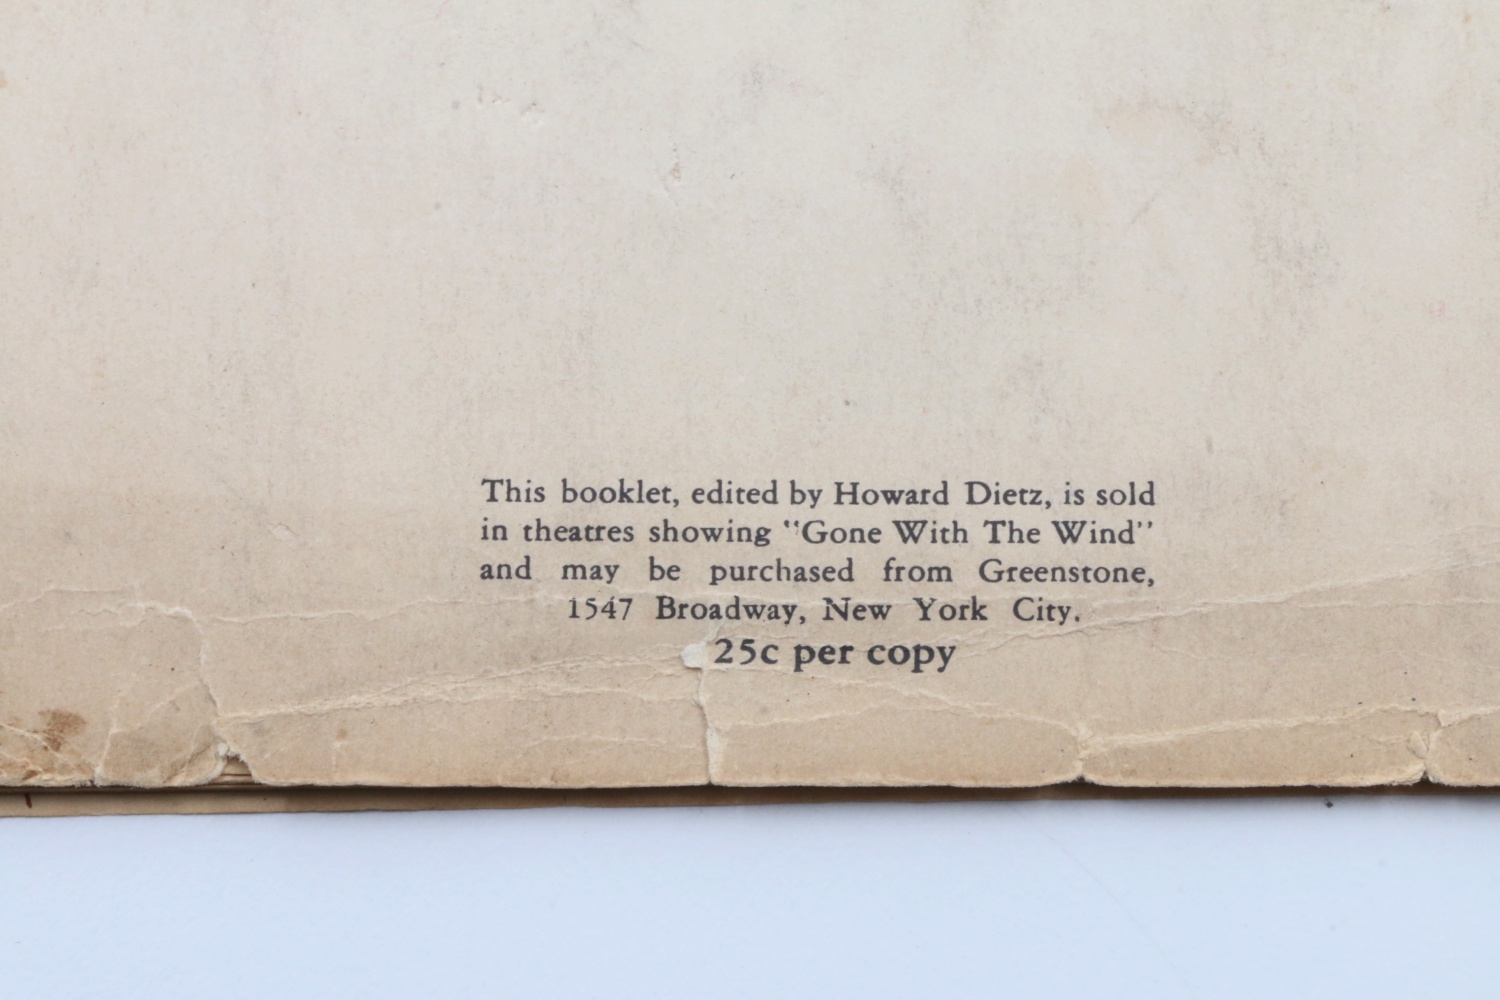 This booklet, edited by Howard Dietz, is sold
in theatres showing "Gone With The Wind"
and may be purchased from Greenstone,
1547 Broadway, New York City.
25c per copy